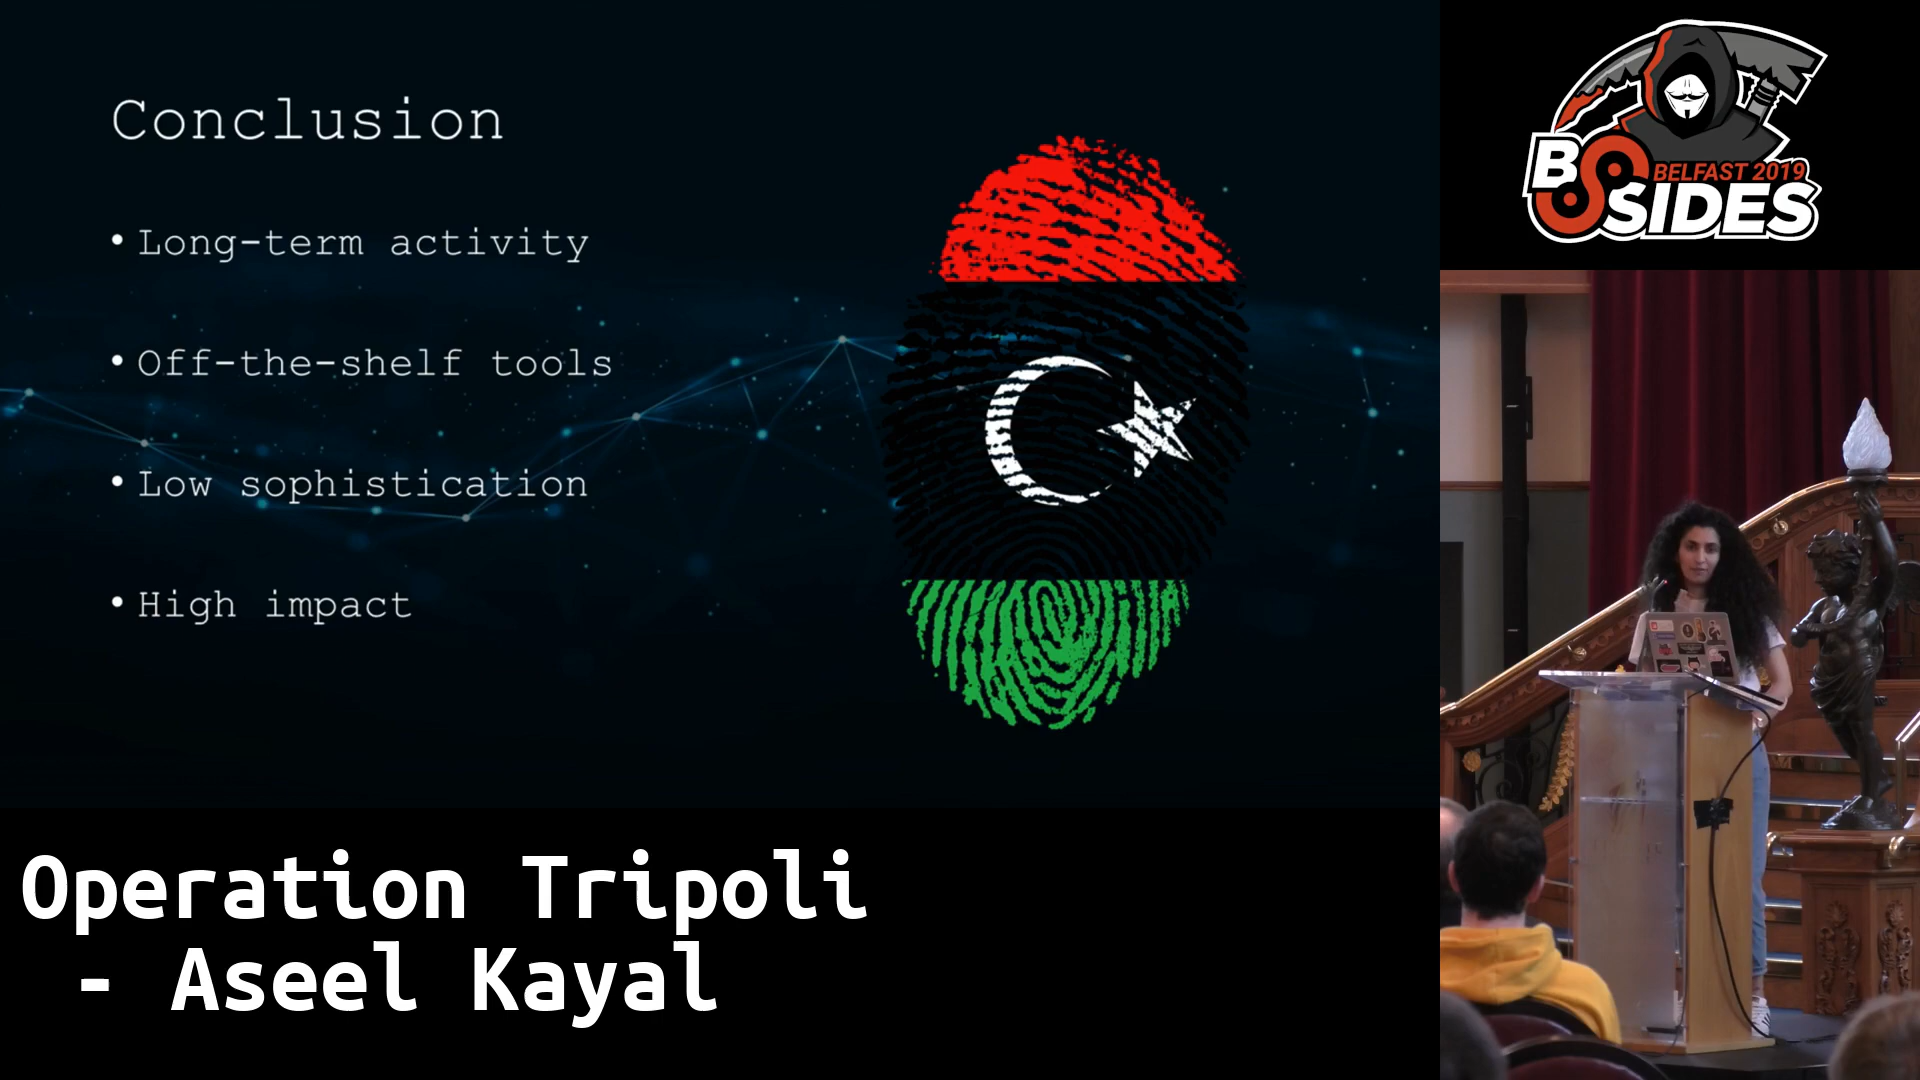 Conclusion
• Long-term activity
• Off-the-shelf tools
• Low sophistication
• High impact
BELFAST 2019
BSIDES
Operation Tripoli
- Aseel Kayal